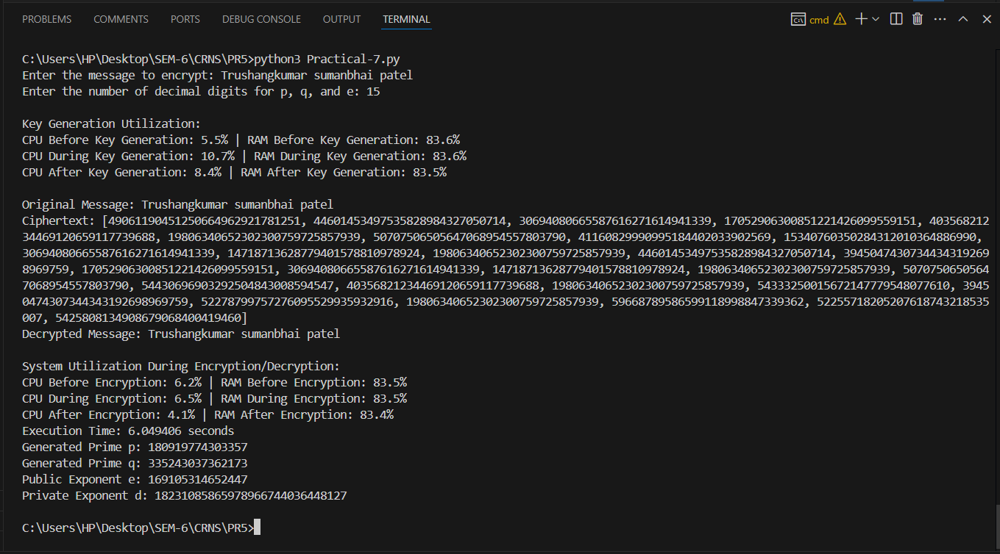 PROBLEMS COMMENTS PORTS DEBUG CONSOLE OUTPUT TERMINAL cmd
C:\Users\HP\Desktop\SEM-6\CRNS\PR5>python3 Practical-7.py
Enter the message to encrypt: Trushangkumar sumanbhai patel
Enter the number of decimal digits for p, q, and e: 15
Key Generation Utilization:
CPU Before Key Generation: 5.5% | RAM Before Key Generation: 83.6%
CPU During Key Generation: 10.7% | RAM During Key Generation: 83.6%
CPU After Key Generation: 8.4% | RAM After Key Generation: 83.5%
Original Message: Trushangkumar sumanbhai patel
Ciphertext: [49061190451250664962921781251, 44601453497535828984327050714, 30694080665587616271614941339, 17052906300851221426099559151, 403568212
34469120659117739688, 19806340652302300759725857939, 50707506505647068954557803790, 41160829990995184402033902569, 15340760350284312010364886990,
30694080665587616271614941339, 14718713628779401578810978924, 19806340652302300759725857939, 44601453497535828984327050714, 3945047430734434319269
8969759, 17052906300851221426099559151, 30694080665587616271614941339, 14718713628779401578810978924, 19806340652302300759725857939, 5070750650564
7068954557803790, 54430696903292504843008594547, 40356821234469120659117739688, 19806340652302300759725857939, 54333250015672147779548077610, 3945
0474307344343192698969759, 52278799757276095529935932916, 19806340652302300759725857939, 59668789586599118998847339362, 52255718205207618743218535
007, 54258081349086790684004​19460]
Decrypted Message: Trushangkumar sumanbhai patel
System Utilization During Encryption/Decryption:
CPU Before Encryption: 6.2% | RAM Before Encryption: 83.5%
CPU During Encryption: 6.5% | RAM During Encryption: 83.5%
CPU After Encryption: 4.1% | RAM After Encryption: 83.4%
Execution Time: 6.049406 seconds
Generated Prime p: 180919774303357
Generated Prime q: 335243037362173
Public Exponent e: 169105314652447
Private Exponent d: 18231085865978966744036448127
C:\Users\HP\Desktop\SEM-6\CRNS\PR5>